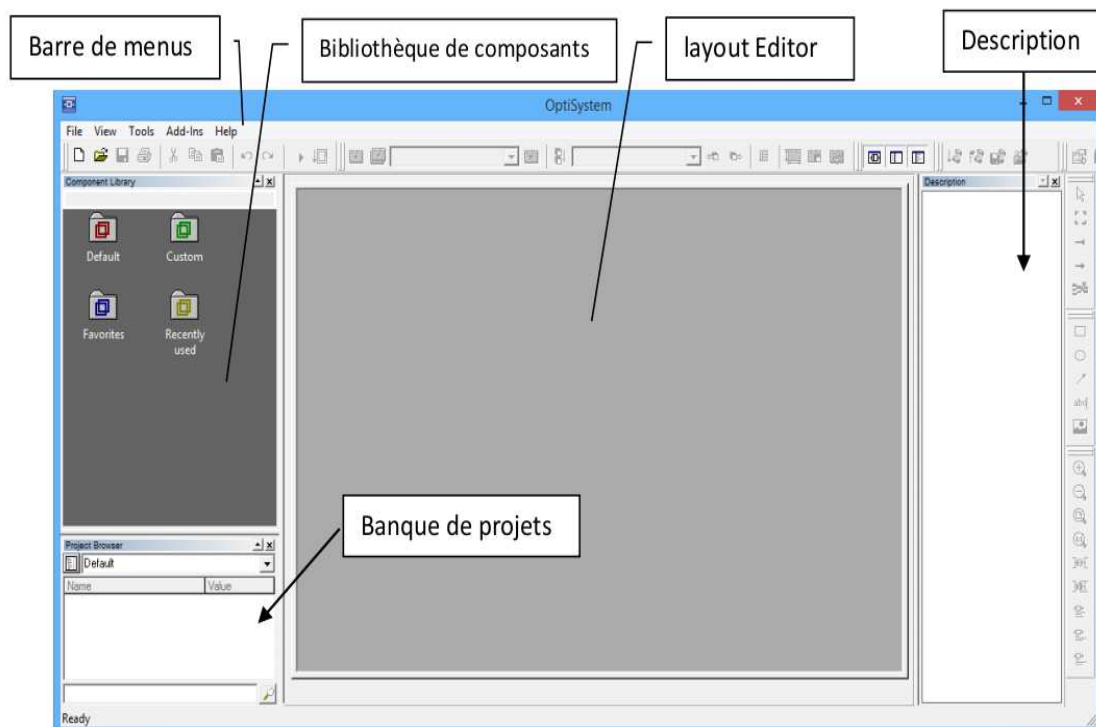 Barre de menus
Bibliothèque de composants
layout Editor
Description
OptiSystem
File View Tools Add-Ins Help
Component Library
Description
Default
Custom
Favorites
Recently
used
Banque de projets
Project Browser
Default
Name
Value
Ready